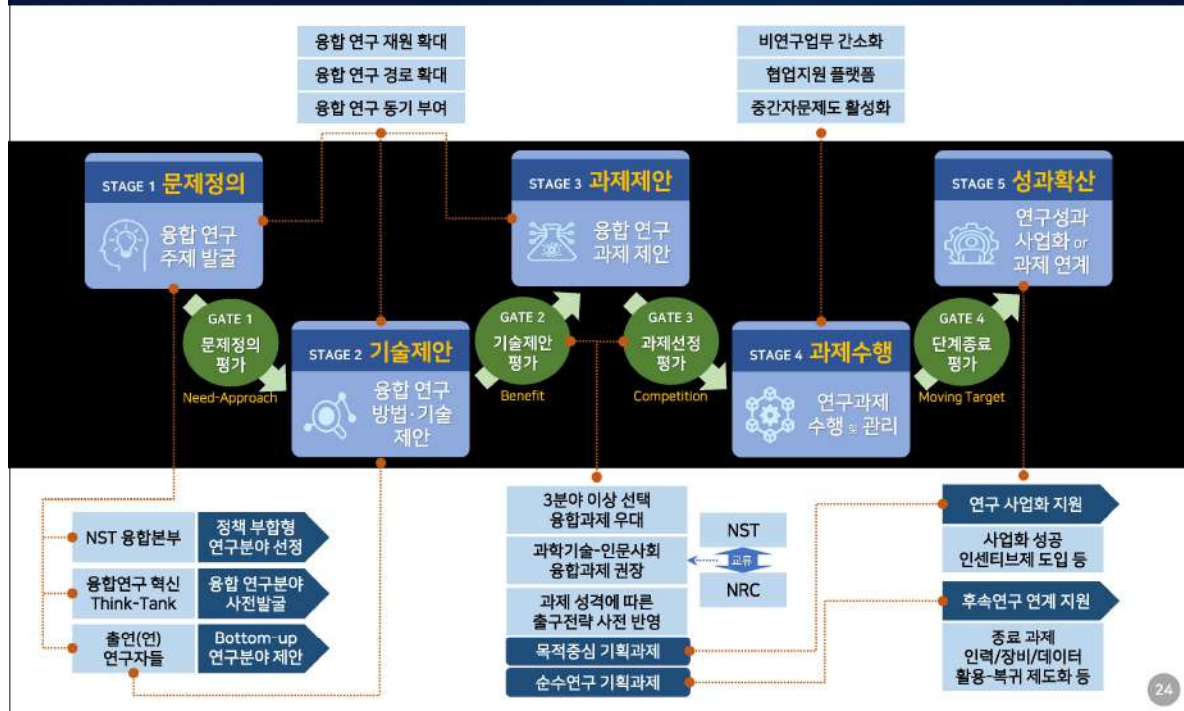 융합 연구 재원 확대
융합 연구 경로 확대
융합 연구 동기 부여
비연구업무 간소화
협업지원 플랫폼
중간자문제도 활성화
STAGE 1 문제정의
융합 연구
주제 발굴
STAGE 3 과제제안
융합 연구
과제 제안
STAGE 5 성과확산
연구성과
사업화 or
과제 연계
GATE 1
문제정의
평가
Need-Approach
STAGE 2 기술제안
융합 연구
방법·기술
제안
GATE 2
기술제안
평가
Benefit
GATE 3
과제선정
평가
Competition
STAGE 4 과제수행
연구과제
수행 및 관리
GATE 4
단계종료
평가
Moving Target
NST 융합본부
정책 부합형
연구분야 선정
융합연구 혁신
Think-Tank
융합 연구분야
사전발굴
출연(연)
연구자들
Bottom-up
연구분야 제안
3분야 이상 선택
융합과제 우대
과학기술-인문사회
융합과제 권장
과제 성격에 따른
출구전략 사전 반영
목적중심 기획과제
순수연구 기획과제
NST
교류
NRC
연구 사업화 지원
사업화 성공
인센티브제 도입 등
후속연구 연계 지원
종료 과제
인력/장비/데이터
활용-복귀 제도화 등
24